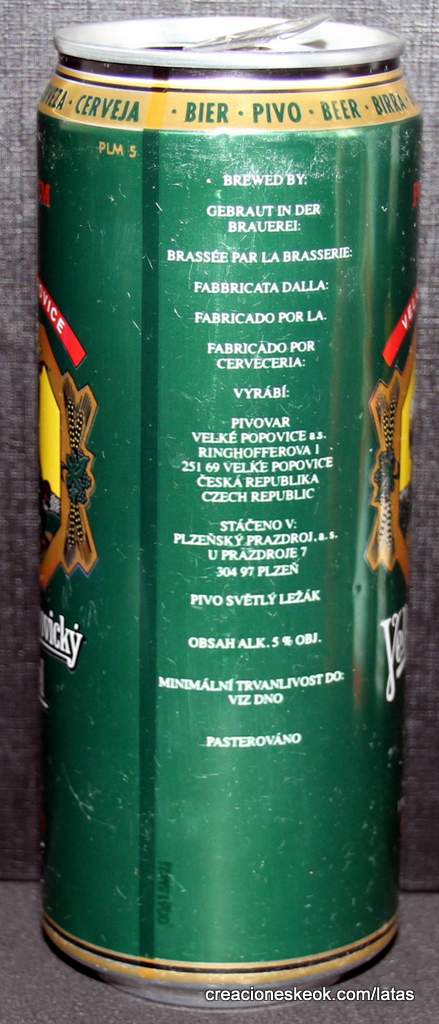 CERVEJA · BIER · PIVO · BEER · BIRRA
PLM 5
BREWED BY:
GEBRAUT IN DER
BRAUEREI:
BRASSÉE PAR LA BRASSERIE:
FABBRICATA DALLA:
FABRICADO POR LA:
FABRICADO POR
CERVECERIA:
VYRÁBÍ:
PIVOVAR
VELKÉ POPOVICE a.s.
RINGHOFFEROVA 1
251 69 VELKÉ POPOVICE
ČESKÁ REPUBLIKA
CZECH REPUBLIC
STÁČENO V:
PLZEŇSKÝ PRAZDROJ, a.s.
U PRAZDROJE 7
304 97 PLZEŇ
PIVO SVĚTLÝ LEŽÁK
OBSAH ALK. 5 % OBJ.
MINIMÁLNÍ TRVANLIVOST DO:
VIZ DNO
PASTEROVÁNO
creacioneskeok.com/latas